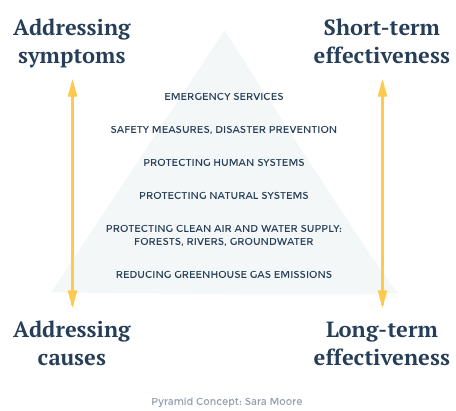 Addressing
symptoms
Short-term
effectiveness
EMERGENCY SERVICES
SAFETY MEASURES, DISASTER PREVENTION
PROTECTING HUMAN SYSTEMS
PROTECTING NATURAL SYSTEMS
PROTECTING CLEAN AIR AND WATER SUPPLY:
FORESTS, RIVERS, GROUNDWATER
REDUCING GREENHOUSE GAS EMISSIONS
Addressing
causes
Long-term
effectiveness
Pyramid Concept: Sara Moore